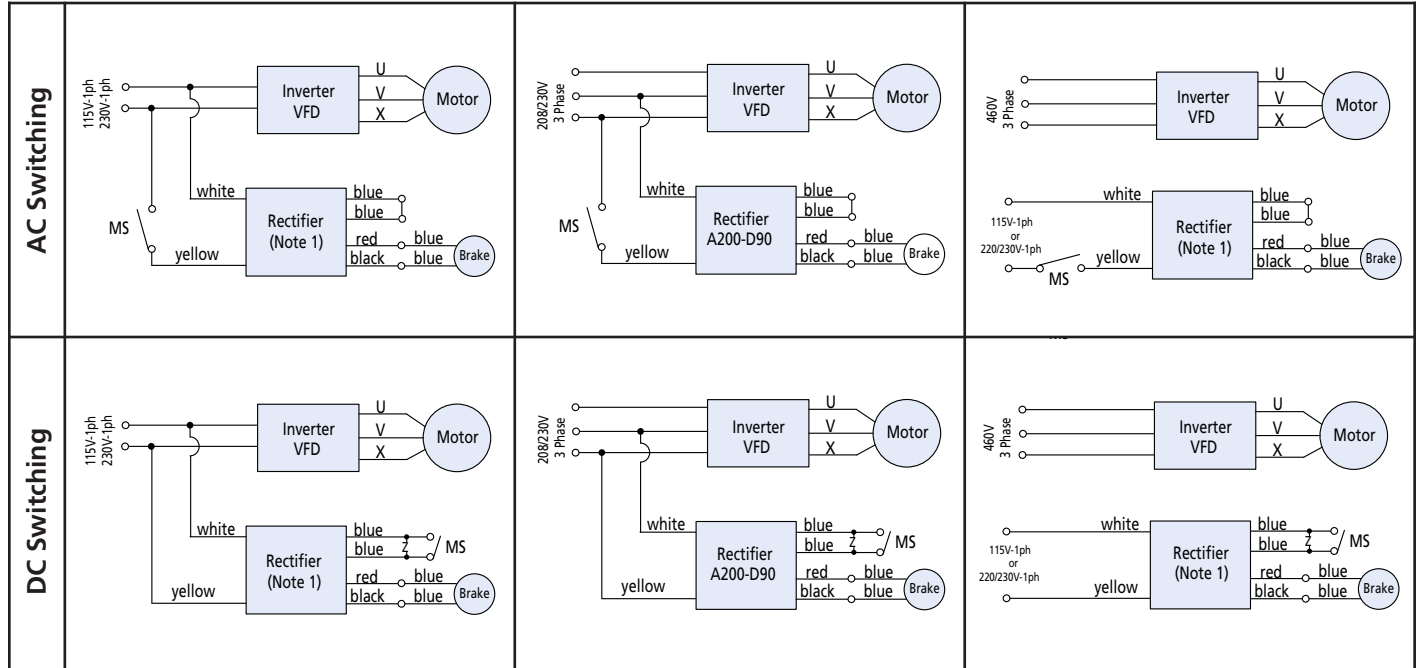 AC Switching
115V-1ph
230V-1ph
Inverter
VFD
U
V
X
Motor
MS
white
yellow
Rectifier
(Note 1)
blue
blue
red
blue
black
blue
Brake
208/230V
3 Phase
Inverter
VFD
U
V
X
Motor
MS
white
yellow
Rectifier
A200-D90
blue
blue
red
blue
black
blue
Brake
460V
3 Phase
Inverter
VFD
U
V
X
Motor
115V-1ph
or
220/230V-1ph
MS
white
yellow
Rectifier
(Note 1)
blue
blue
red
blue
black
blue
Brake
DC Switching
115V-1ph
230V-1ph
Inverter
VFD
U
V
X
Motor
white
yellow
Rectifier
(Note 1)
blue
blue
Z
MS
red
blue
black
blue
Brake
208/230V
3 Phase
Inverter
VFD
U
V
X
Motor
white
yellow
Rectifier
A200-D90
blue
blue
Z
MS
red
blue
black
blue
Brake
460V
3 Phase
Inverter
VFD
U
V
X
Motor
115V-1ph
or
220/230V-1ph
white
yellow
Rectifier
(Note 1)
blue
blue
Z
MS
red
blue
black
blue
Brake